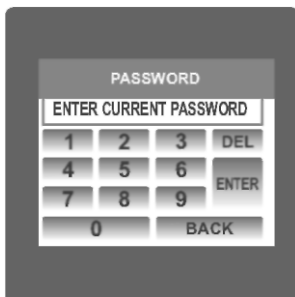 PASSWORD
ENTER CURRENT PASSWORD
1 2 3 DEL
4 5 6 ENTER
7 8 9
0 BACK